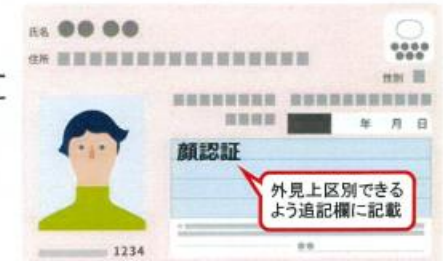 氏名
住所
性別
年 月 日
顔認証
外見上区別できる
よう追記欄に記載
1234